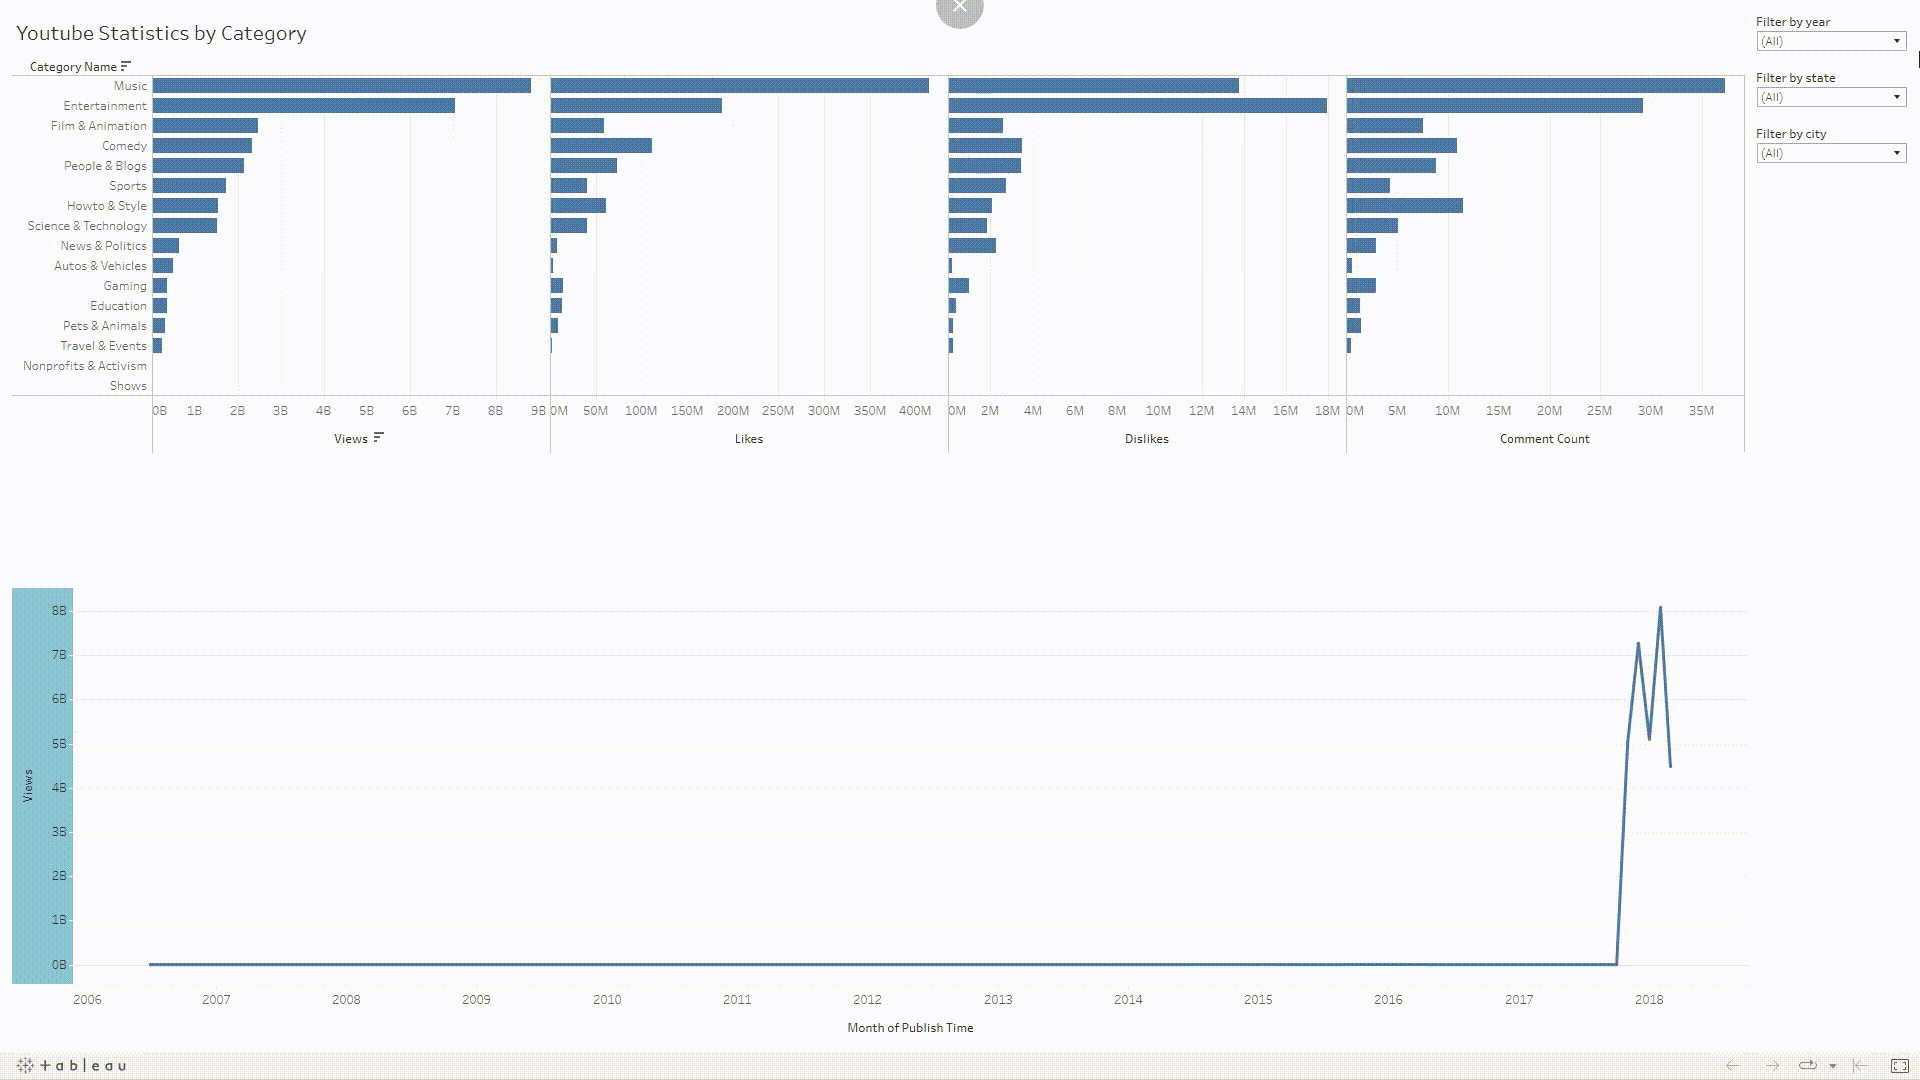 Youtube Statistics by Category
Filter by year
(All)
Filter by state
(All)
Filter by city
(All)
Category Name
Music
Entertainment
Film & Animation
Comedy
People & Blogs
Sports
Howto & Style
Science & Technology
News & Politics
Autos & Vehicles
Gaming
Education
Pets & Animals
Travel & Events
Nonprofits & Activism
Shows
0B 1B 2B 3B 4B 5B 6B 7B 8B 9B 0M 50M 100M 150M 200M 250M 300M 350M 400M 0M 2M 4M 6M 8M 10M 12M 14M 16M 18M 0M 5M 10M 15M 20M 25M 30M 35M
Views Likes Dislikes Comment Count
8B
7B
6B
5B
4B
3B
2B
1B
0B
Views
2006 2007 2008 2009 2010 2011 2012 2013 2014 2015 2016 2017 2018
Month of Publish Time
+ableau